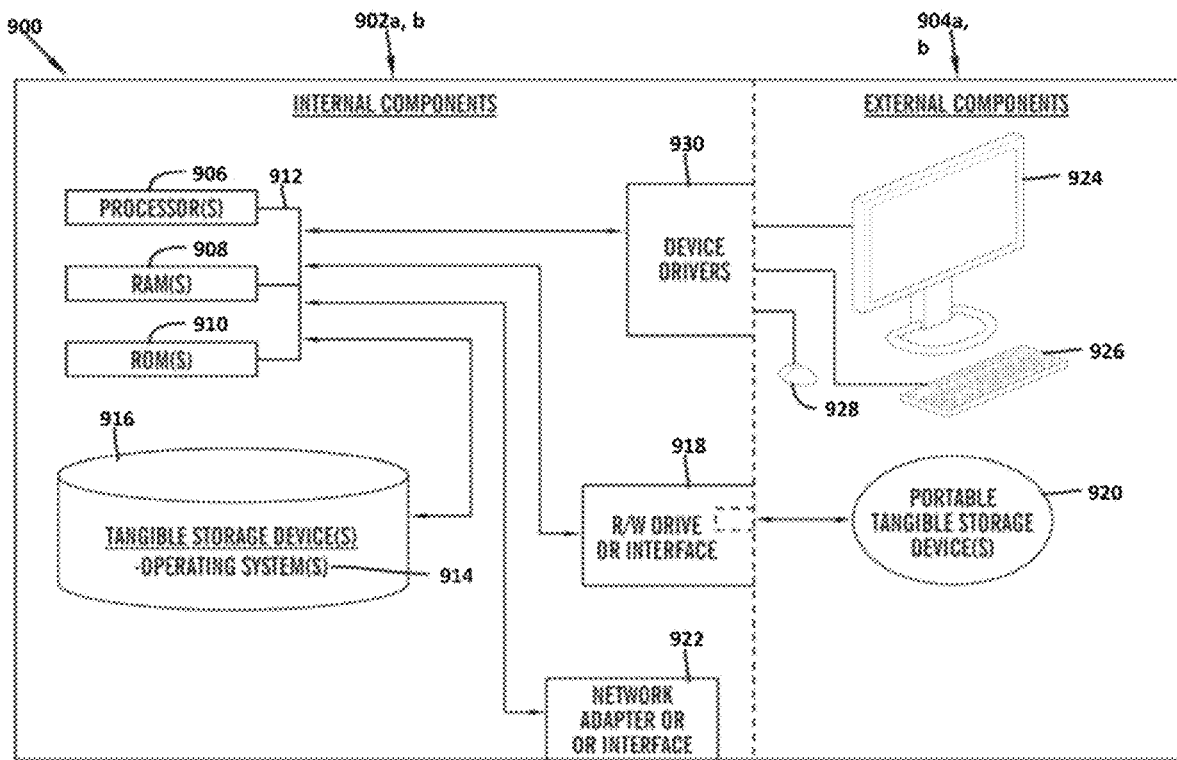 900
902a, b
904a,
b
INTERNAL COMPONENTS
EXTERNAL COMPONENTS
906
PROCESSOR(S)
912
908
RAM(S)
910
ROM(S)
930
DEVICE
DRIVERS
924
926
928
916
TANGIBLE STORAGE DEVICE(S)
-OPERATING SYSTEM(S)
914
918
R/W DRIVE
OR INTERFACE
PORTABLE
TANGIBLE STORAGE
DEVICE(S)
920
922
NETWORK
ADAPTER OR
OR INTERFACE